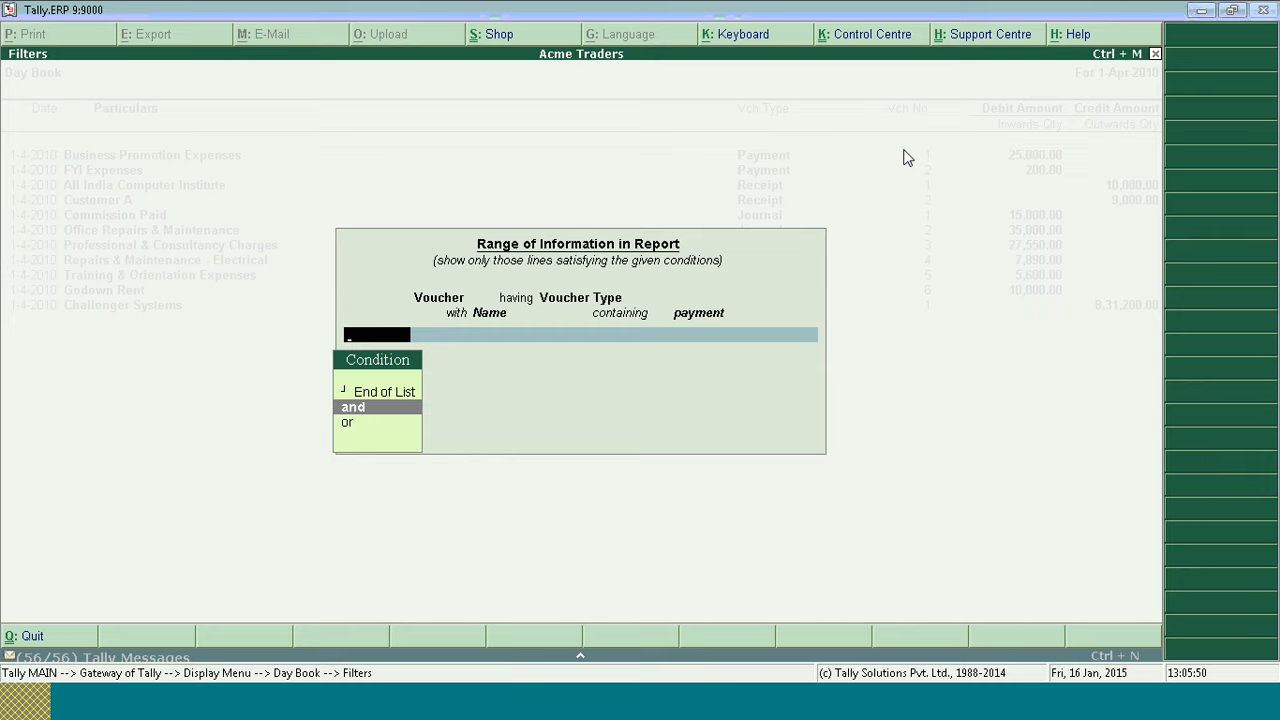 Tally.ERP 9:9000
P: Print E: Export M: E-Mail O: Upload S: Shop G: Language K: Keyboard K: Control Centre H: Support Centre H: Help
Filters Acme Traders Ctrl + M
Day Book For 1-Apr-2010
Date Particulars Vch Type Vch No. Debit Amount Credit Amount
Inwards Qty Outwards Qty
1-4-2010 Business Promotion Expenses Payment 1 25,000.00
1-4-2010 FYI Expenses Payment 2 200.00
1-4-2010 All India Computer Institute Receipt 1 10,000.00
1-4-2010 Customer A Receipt 2 9,000.00
1-4-2010 Commission Paid Journal 1 15,000.00
1-4-2010 Office Repairs & Maintenance 2 35,000.00
1-4-2010 Professional & Consultancy Charges 3 27,550.00
1-4-2010 Repairs & Maintenance - Electrical 4 7,890.00
1-4-2010 Training & Orientation Expenses 5 5,600.00
1-4-2010 Godown Rent 6 10,000.00
1-4-2010 Challenger Systems 1 8,31,200.00
Range of Information in Report
(show only those lines satisfying the given conditions)
Voucher having Voucher Type
with Name containing payment
Condition
┘ End of List
and
or
Q: Quit
(56/56) Tally Messages Ctrl + N
Tally MAIN --> Gateway of Tally --> Display Menu --> Day Book --> Filters (c) Tally Solutions Pvt. Ltd., 1988-2014 Fri, 16 Jan, 2015 13:05:50